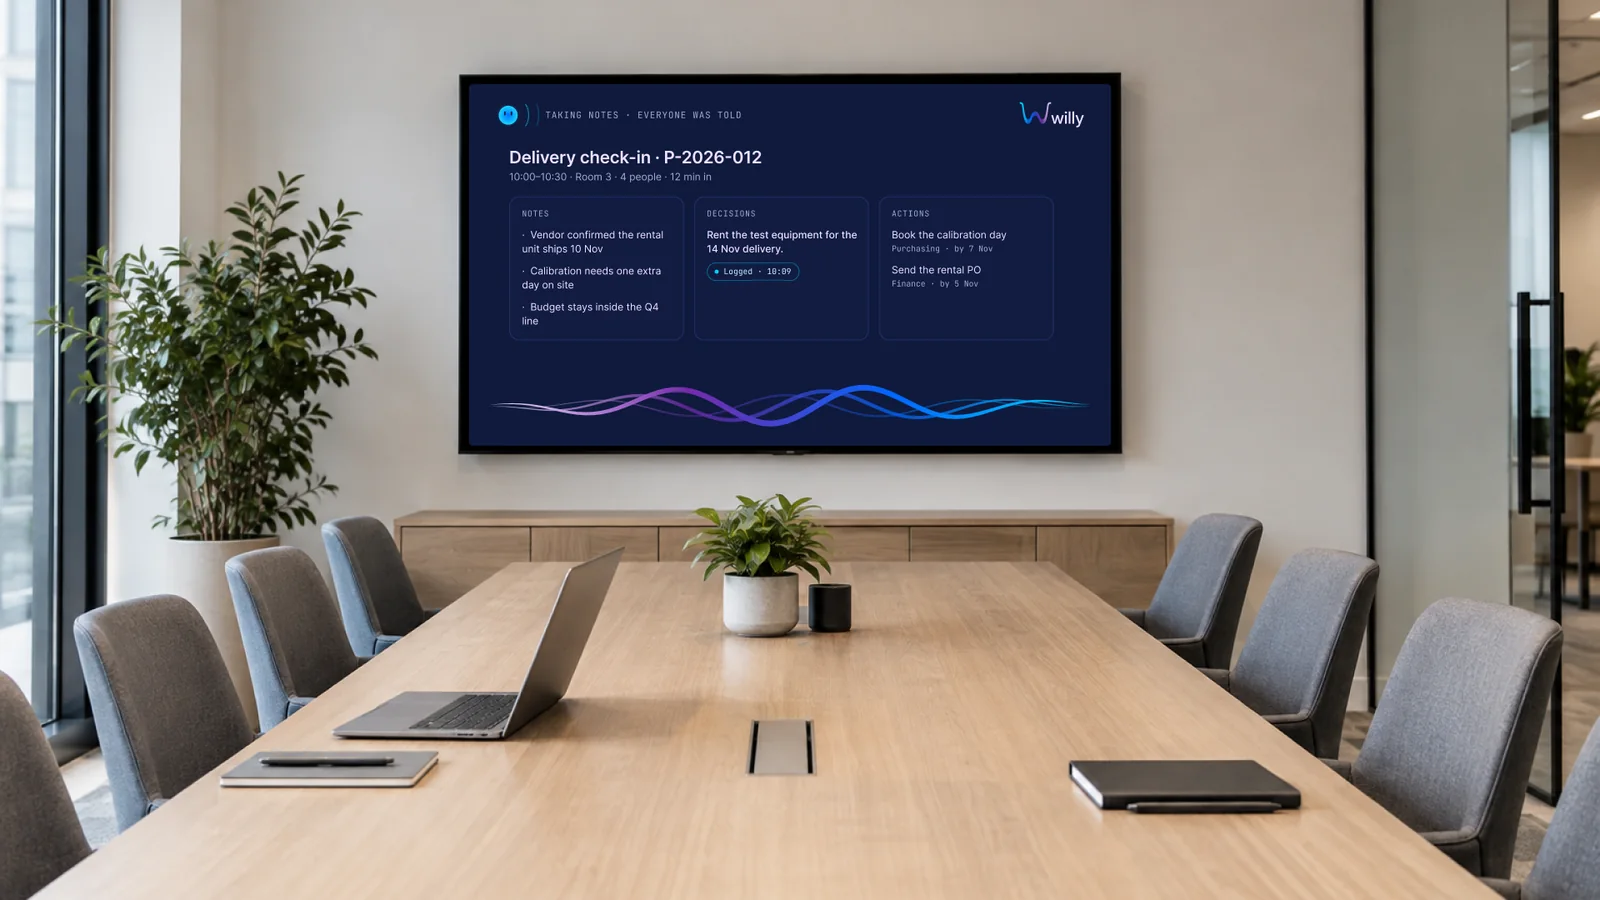 TAKING NOTES · EVERYONE WAS TOLD
willy
Delivery check-in · P-2026-012
10:00–10:30 · Room 3 · 4 people · 12 min in
NOTES
· Vendor confirmed the rental
unit ships 10 Nov
· Calibration needs one extra
day on site
· Budget stays inside the Q4
line
DECISIONS
Rent the test equipment for the
14 Nov delivery.
Logged · 10:09
ACTIONS
Book the calibration day
Purchasing · by 7 Nov
Send the rental PO
Finance · by 5 Nov